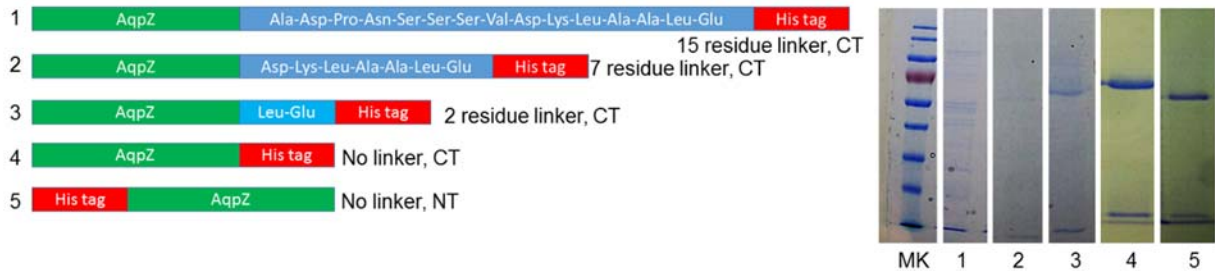 1 AqpZ Ala-Asp-Pro-Asn-Ser-Ser-Ser-Val-Asp-Lys-Leu-Ala-Ala-Leu-Glu His tag
15 residue linker, CT
2 AqpZ Asp-Lys-Leu-Ala-Ala-Leu-Glu His tag 7 residue linker, CT
3 AqpZ Leu-Glu His tag 2 residue linker, CT
4 AqpZ His tag No linker, CT
5 His tag AqpZ No linker, NT
MK 1 2 3 4 5